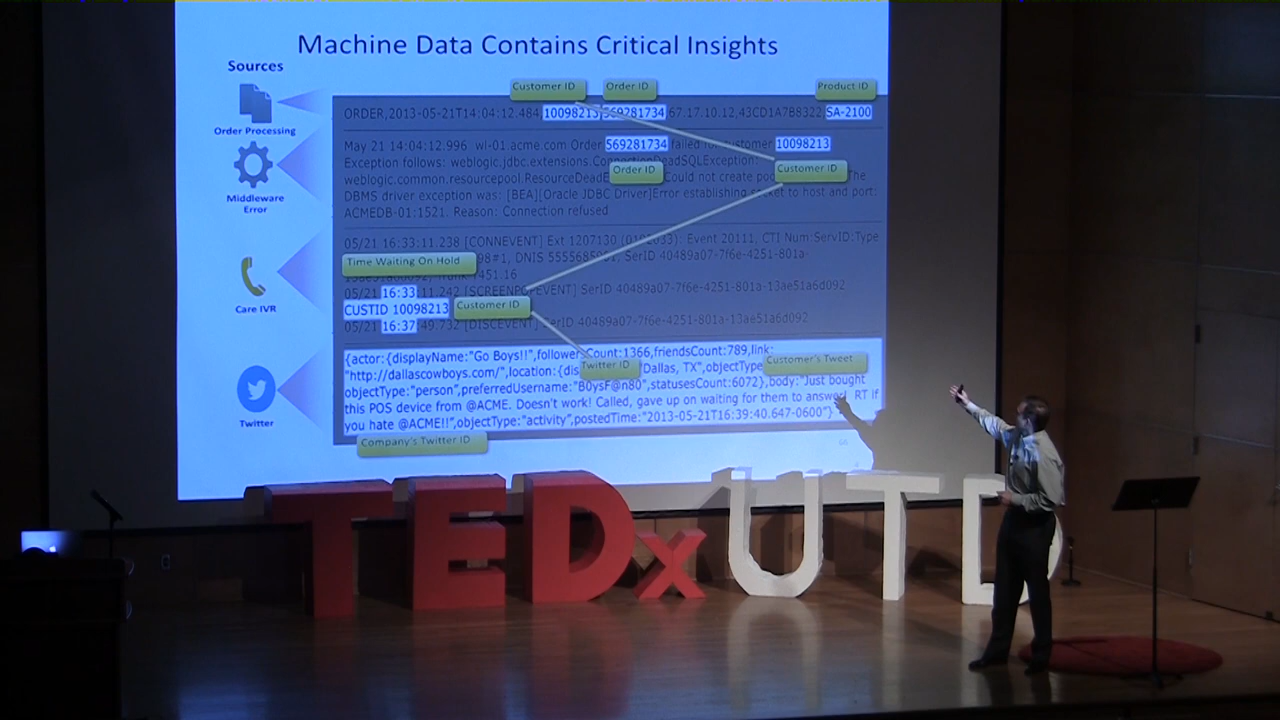 Machine Data Contains Critical Insights
Sources
Order Processing
Middleware
Error
Care IVR
Twitter
Customer ID Order ID Product ID
ORDER,2013-05-21T14:04:12.484,10098213,569281734,67.17.10.12,43CD1A7B8322,SA-2100
May 21 14:04:12.996 wl-01.acme.com Order 569281734 failed for customer 10098213
Exception follows: weblogic.jdbc.extensions.ConnectionDeadSQLException:
weblogic.common.resourcepool.ResourceDeadE Order ID Could not create poo Customer ID The
DBMS driver exception was: [BEA][Oracle JDBC Driver]Error establishing socket to host and port:
ACMEDB-01:1521. Reason: Connection refused
05/21 16:33:11.238 [CONNEVENT] Ext 1207130 (0192033): Event 20111, CTI Num:ServID:Type
Time Waiting On Hold 98#1, DNIS 5555685981, SerID 40489a07-7f6e-4251-801a-
13ae51a6d092, Trunk T451.16
05/21 16:33:11.242 [SCREENPOPEVENT] SerID 40489a07-7f6e-4251-801a-13ae51a6d092
CUSTID 10098213 Customer ID
05/21 16:37:49.732 [DISCEVENT] SerID 40489a07-7f6e-4251-801a-13ae51a6d092
{actor:{displayName:"Go Boys!!",followersCount:1366,friendsCount:789,link:
"http://dallascowboys.com/",location:{dis Twitter ID "Dallas, TX",objectType Customer's Tweet
objectType:"person",preferredUsername:"B0ysF@n80",statusesCount:6072},body:"Just bought
this POS device from @ACME. Doesn't work! Called, gave up on waiting for them to answer! RT if
you hate @ACME!!",objectType:"activity",postedTime:"2013-05-21T16:39:40.647-0600"}
Company's Twitter ID
TEDxUTD